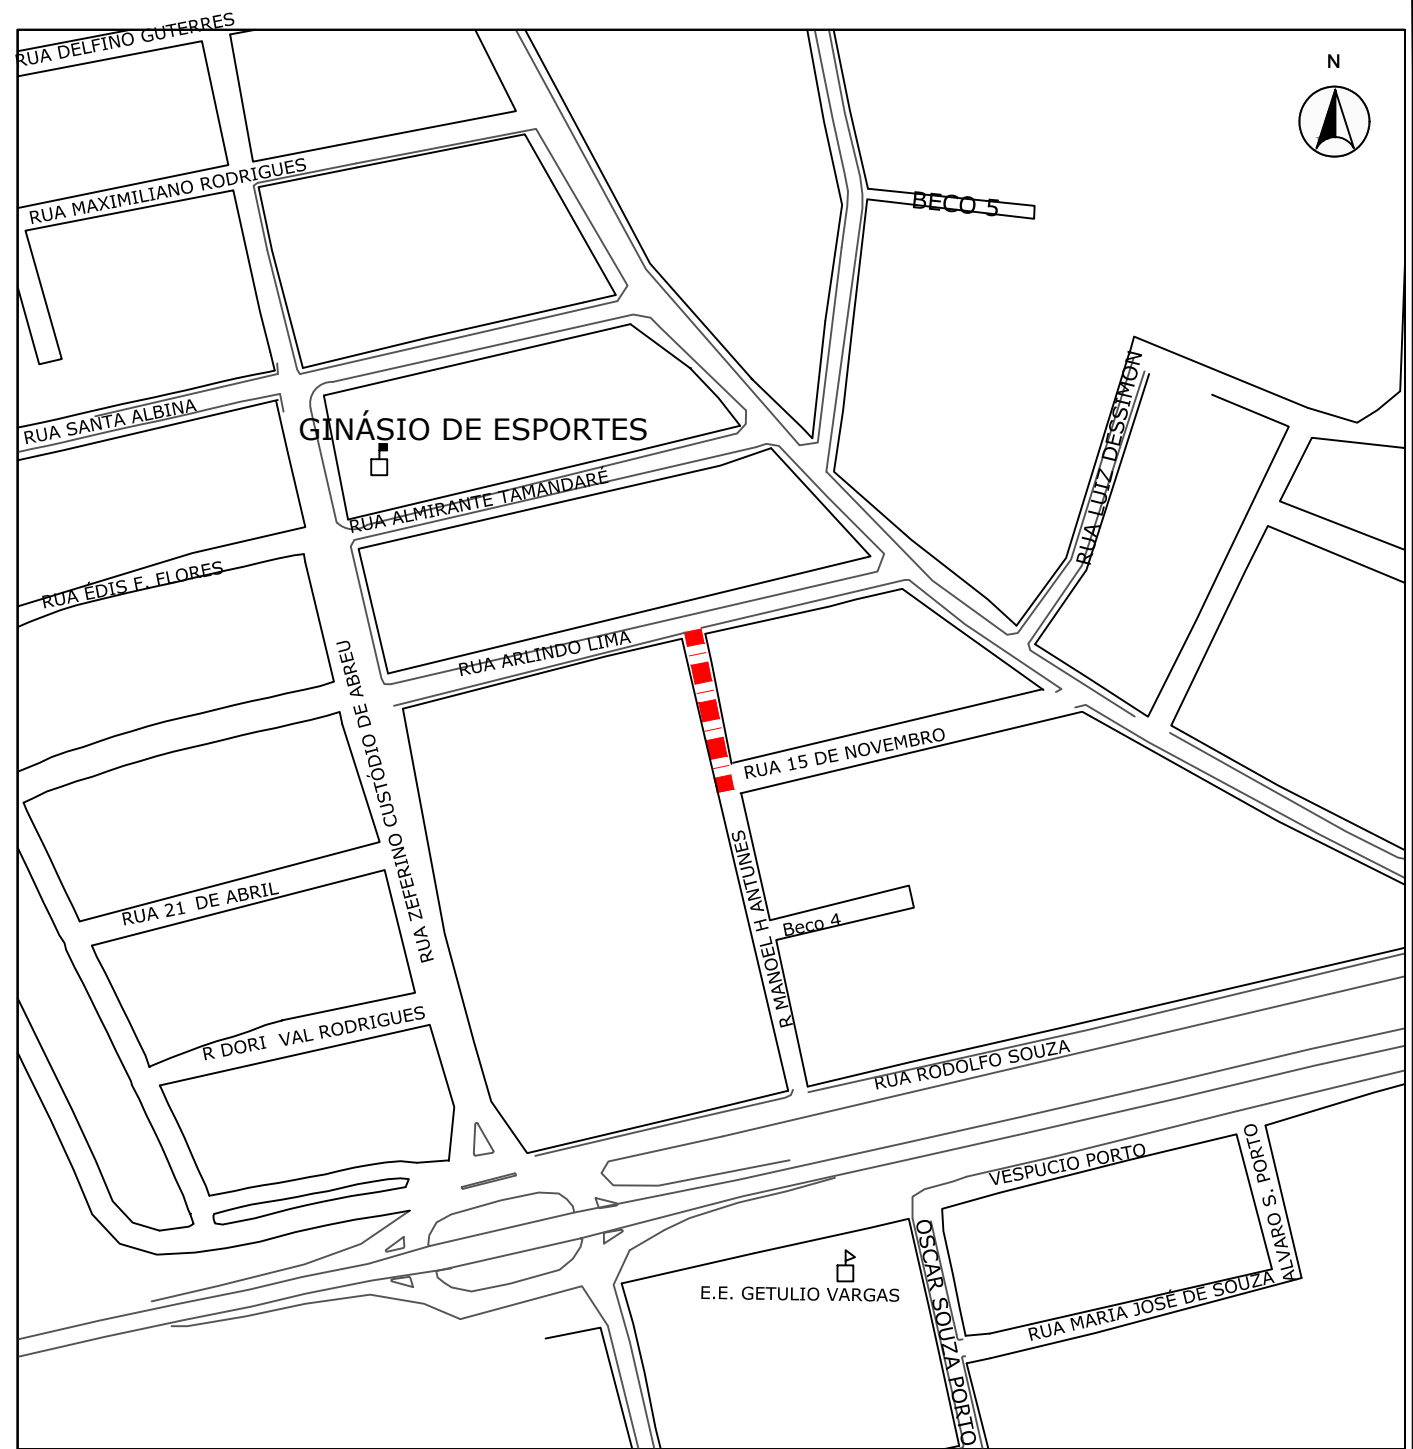 RUA DELFINO GUTERRES
N
RUA MAXIMILIANO RODRIGUES
BECO 5
RUA SANTA ALBINA
GINÁSIO DE ESPORTES
RUA LUIZ DESSIMON
RUA ALMIRANTE TAMANDARÉ
RUA ÉDIS F. FLORES
RUA ARLINDO LIMA
RUA ZEFERINO CUSTÓDIO DE ABREU
RUA 15 DE NOVEMBRO
RUA 21 DE ABRIL
R MANOEL H ANTUNES
Beco 4
R DORI VAL RODRIGUES
RUA RODOLFO SOUZA
VESPUCIO PORTO
ALVARO S. PORTO
OSCAR SOUZA PORTO
E.E. GETULIO VARGAS
RUA MARIA JOSÉ DE SOUZA